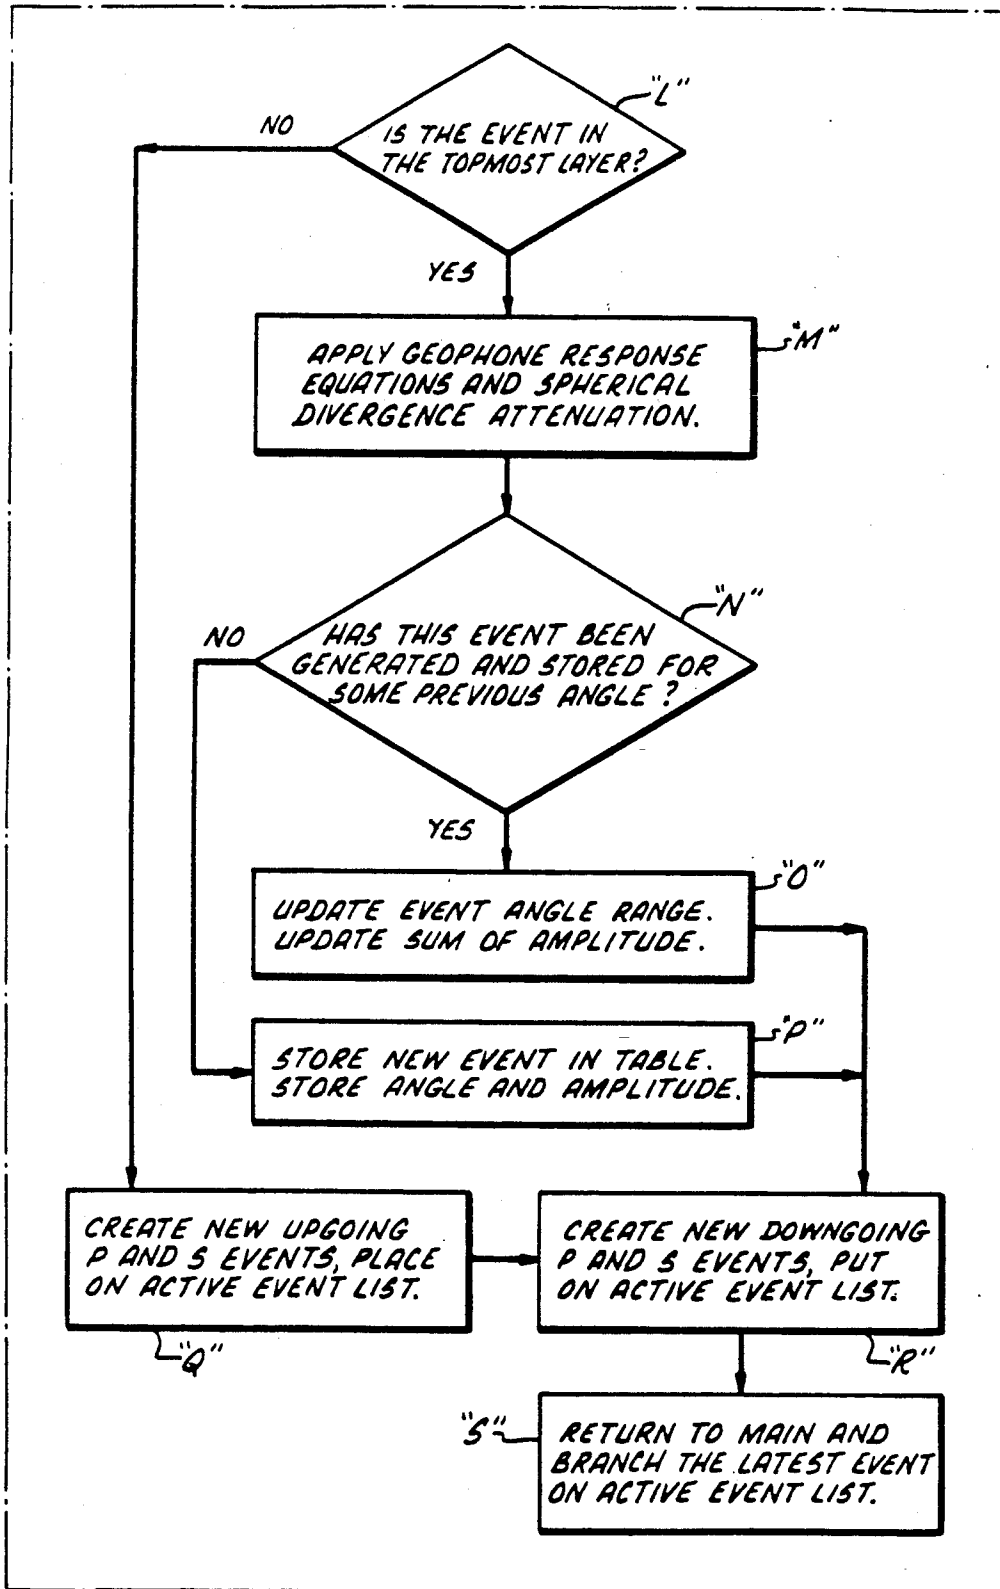 "L"
IS THE EVENT IN
THE TOPMOST LAYER?
NO
YES
"M"
APPLY GEOPHONE RESPONSE
EQUATIONS AND SPHERICAL
DIVERGENCE ATTENUATION.
"N"
HAS THIS EVENT BEEN
GENERATED AND STORED FOR
SOME PREVIOUS ANGLE?
NO
YES
"O"
UPDATE EVENT ANGLE RANGE.
UPDATE SUM OF AMPLITUDE.
"P"
STORE NEW EVENT IN TABLE.
STORE ANGLE AND AMPLITUDE.
CREATE NEW UPGOING
P AND S EVENTS, PLACE
ON ACTIVE EVENT LIST.
"Q"
CREATE NEW DOWNGOING
P AND S EVENTS, PUT
ON ACTIVE EVENT LIST.
"R"
"S"
RETURN TO MAIN AND
BRANCH THE LATEST EVENT
ON ACTIVE EVENT LIST.